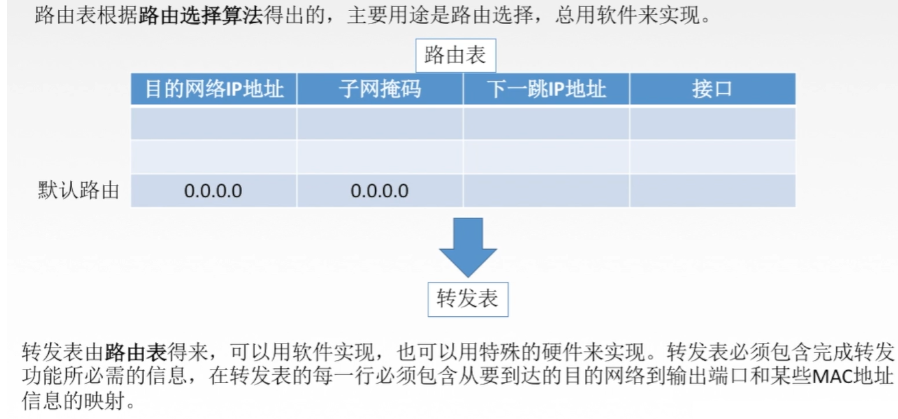 路由表根据路由选择算法得出的，主要用途是路由选择，总用软件来实现。
路由表
目的网络IP地址 子网掩码 下一跳IP地址 接口
默认路由 0.0.0.0 0.0.0.0
转发表
转发表由路由表得来，可以用软件实现，也可以用特殊的硬件来实现。转发表必须包含完成转发
功能所必需的信息，在转发表的每一行必须包含从要到达的目的网络到输出端口和某些MAC地址
信息的映射。